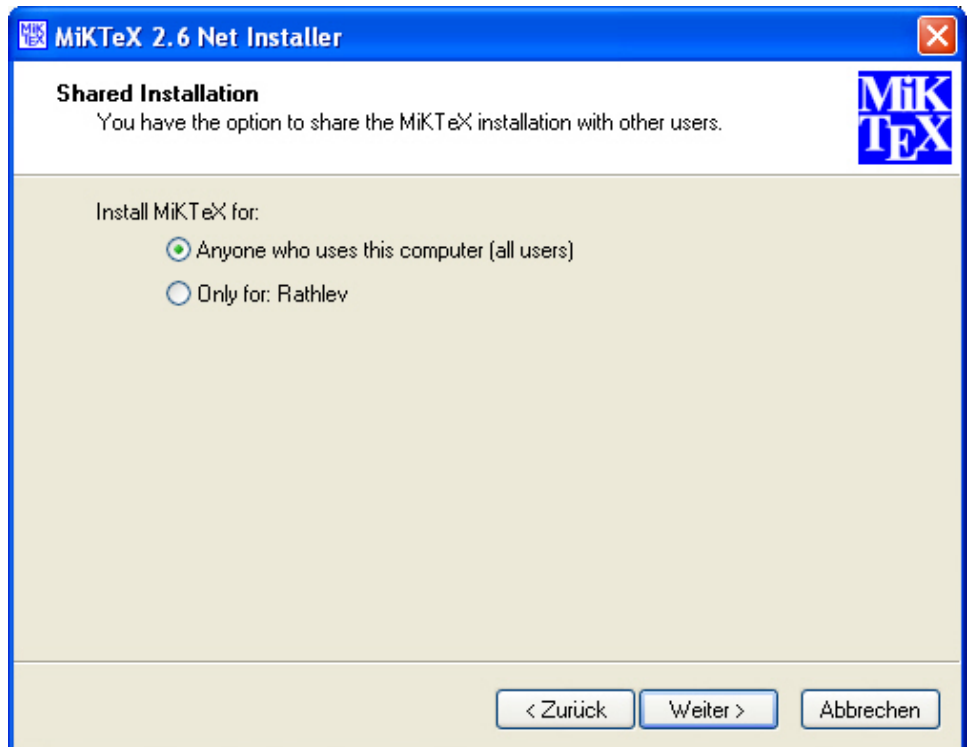 MiKTeX 2.6 Net Installer
Shared Installation
You have the option to share the MiKTeX installation with other users.
MiK
TEX
Install MiKTeX for:
Anyone who uses this computer (all users)
Only for: Rathlev
< Zurück
Weiter >
Abbrechen